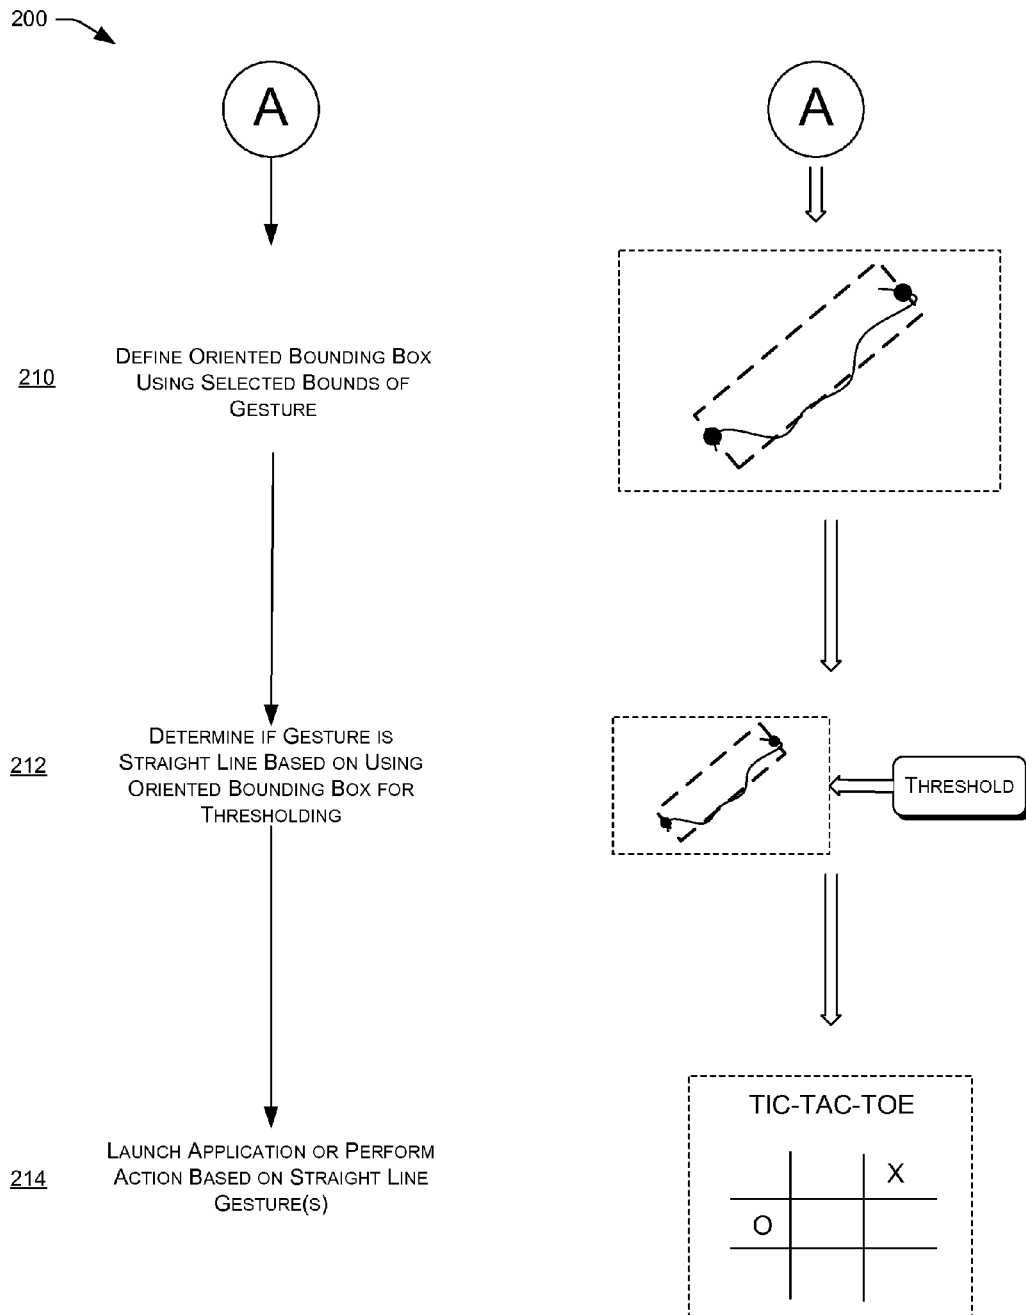 200
A
A
210
DEFINE ORIENTED BOUNDING BOX
USING SELECTED BOUNDS OF
GESTURE
212
DETERMINE IF GESTURE IS
STRAIGHT LINE BASED ON USING
ORIENTED BOUNDING BOX FOR
THRESHOLDING
THRESHOLD
214
LAUNCH APPLICATION OR PERFORM
ACTION BASED ON STRAIGHT LINE
GESTURE(S)
TIC-TAC-TOE
X
O